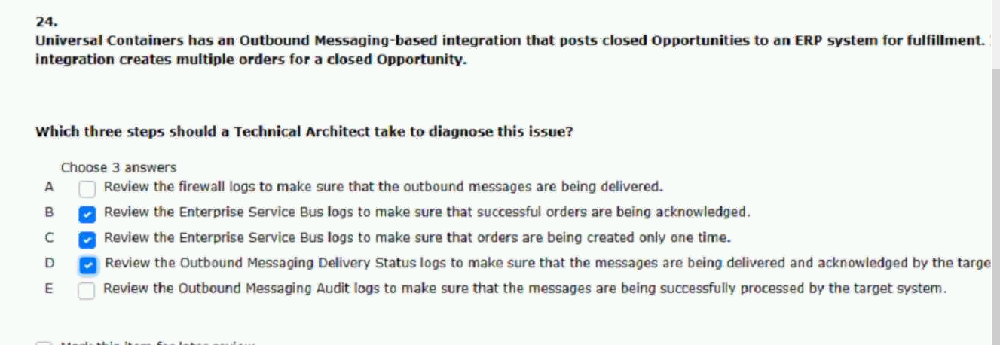 24.
Universal Containers has an Outbound Messaging-based integration that posts closed Opportunities to an ERP system for fulfillment.
integration creates multiple orders for a closed Opportunity.
Which three steps should a Technical Architect take to diagnose this issue?
Choose 3 answers
A Review the firewall logs to make sure that the outbound messages are being delivered.
B Review the Enterprise Service Bus logs to make sure that successful orders are being acknowledged.
C Review the Enterprise Service Bus logs to make sure that orders are being created only one time.
D Review the Outbound Messaging Delivery Status logs to make sure that the messages are being delivered and acknowledged by the targe
E Review the Outbound Messaging Audit logs to make sure that the messages are being successfully processed by the target system.